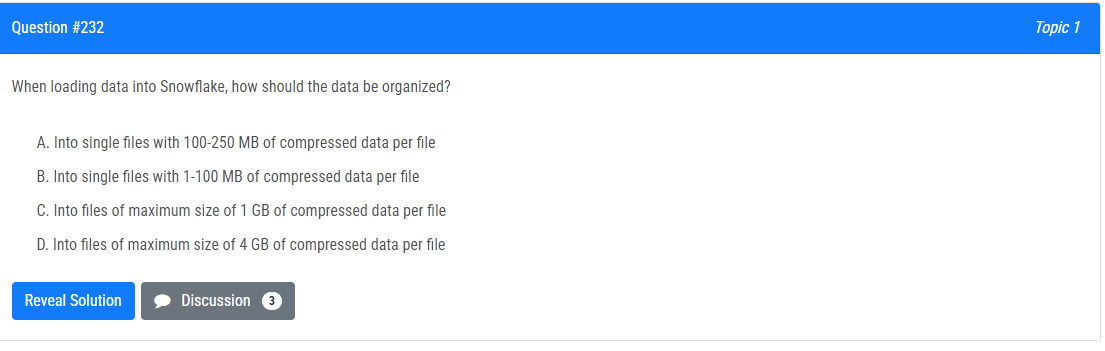 Question #232
Topic 1
When loading data into Snowflake, how should the data be organized?
A. Into single files with 100-250 MB of compressed data per file
B. Into single files with 1-100 MB of compressed data per file
C. Into files of maximum size of 1 GB of compressed data per file
D. Into files of maximum size of 4 GB of compressed data per file
Reveal Solution
Discussion 3